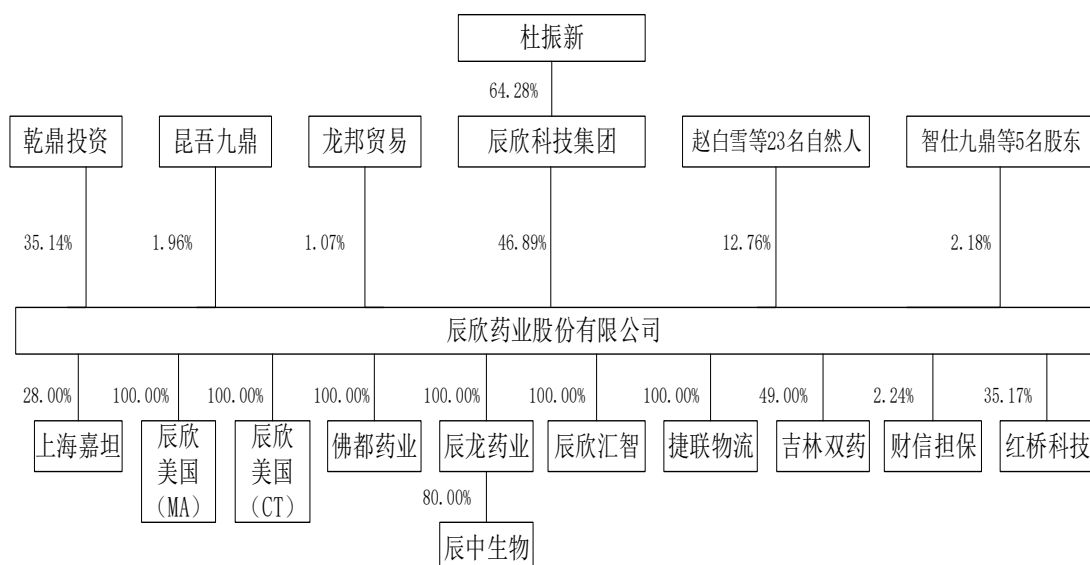 杜振新
64.28%
乾鼎投资
昆吾九鼎
龙邦贸易
辰欣科技集团
赵白雪等23名自然人
智仕九鼎等5名股东
35.14%
1.96%
1.07%
46.89%
12.76%
2.18%
辰欣药业股份有限公司
28.00%
100.00%
100.00%
100.00%
100.00%
100.00%
100.00%
49.00%
2.24%
35.17%
上海嘉坦
辰欣
美国
（MA）
辰欣
美国
（CT）
佛都药业
辰龙药业
辰欣汇智
捷联物流
吉林双药
财信担保
红桥科技
80.00%
辰中生物